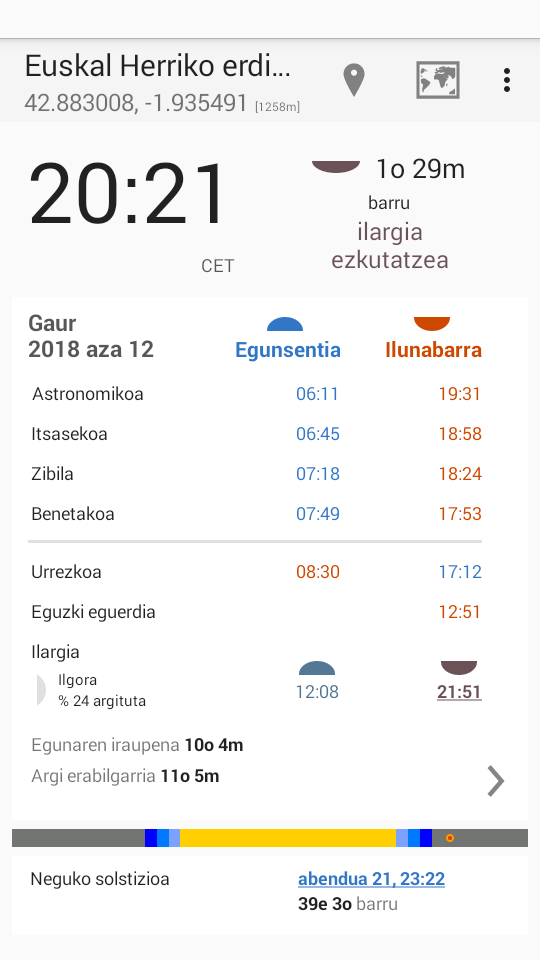 Euskal Herriko erdi...
42.883008, -1.935491 [1258m]
20:21
CET
1o 29m
barru
ilargia
ezkutatzea
Gaur
2018 aza 12
Egunsentia
Ilunabarra
Astronomikoa 06:11 19:31
Itsasekoa 06:45 18:58
Zibila 07:18 18:24
Benetakoa 07:49 17:53
Urrezkoa 08:30 17:12
Eguzki eguerdia 12:51
Ilargia
Ilgora
% 24 argituta
12:08 21:51
Egunaren iraupena 10o 4m
Argi erabilgarria 11o 5m
Neguko solstizioa abendua 21, 23:22
39e 3o barru